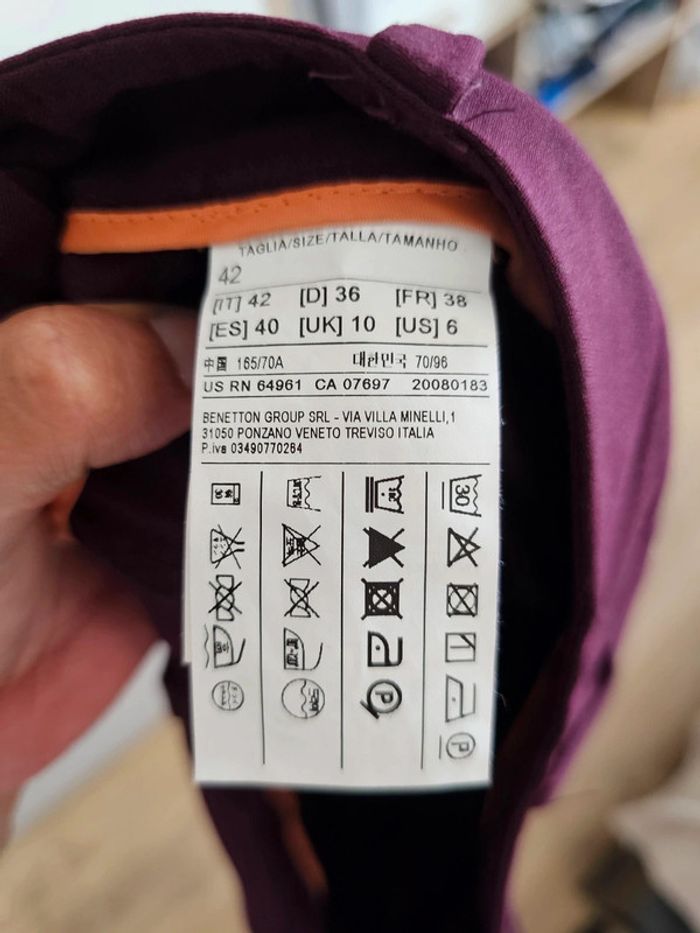 TAGLIA/SIZE/TALLA/TAMANHO
42
[IT] 42 [D] 36 [FR] 38
[ES] 40 [UK] 10 [US] 6
中国 165/70A 대한민국 70/96
US RN 64961 CA 07697 20080183
BENETTON GROUP SRL - VIA VILLA MINELLI,1
31050 PONZANO VENETO TREVISO ITALIA
P.iva 03490770264
30
P
P